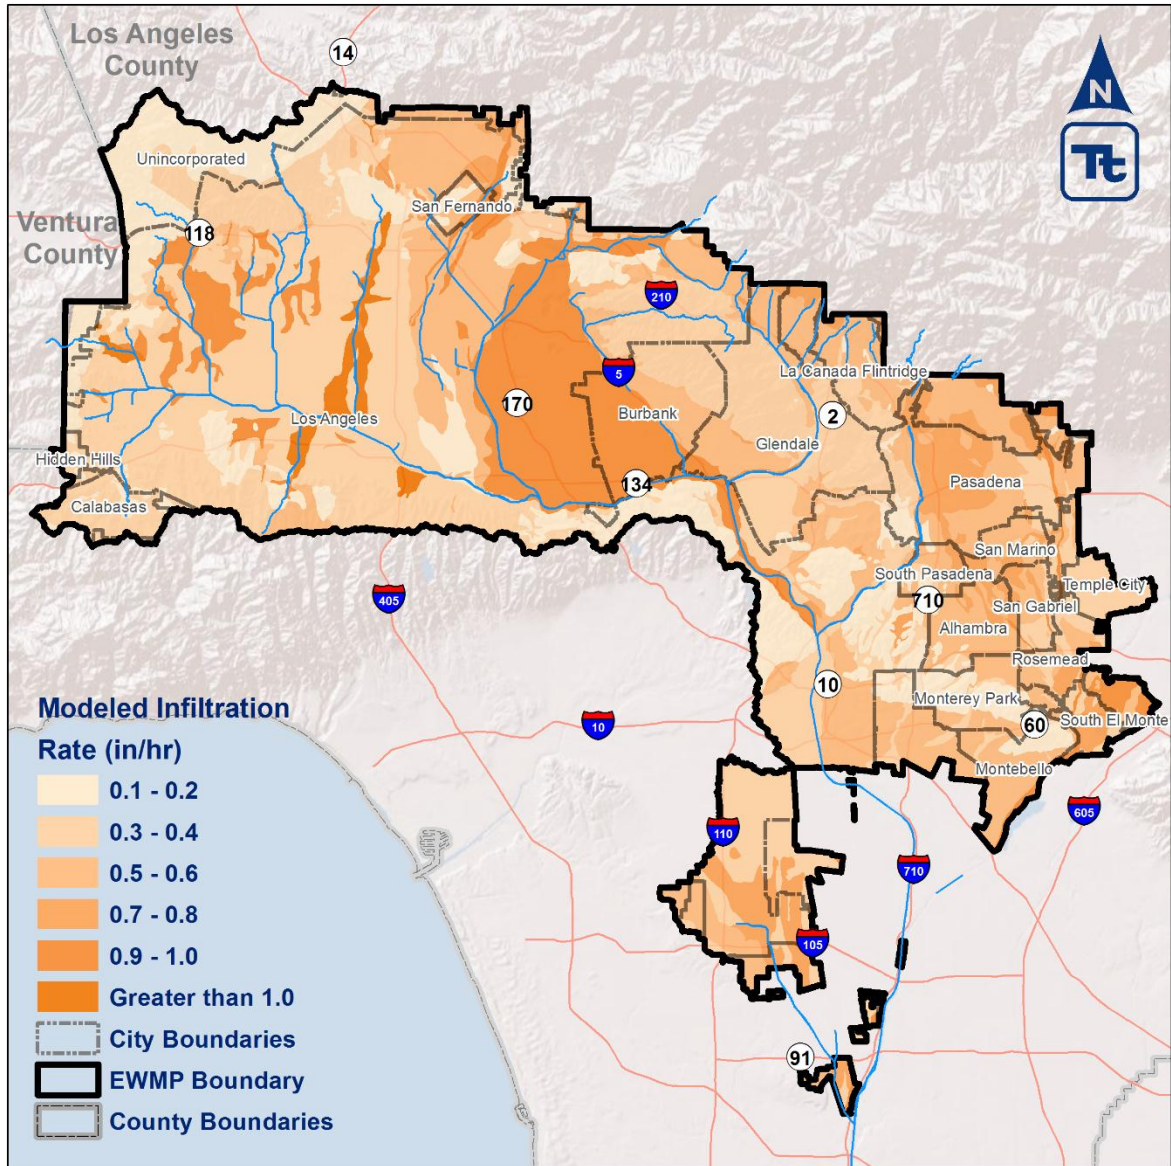 Los Angeles
County
14
N
Tt
Unincorporated
San Fernando
Ventura
County
118
210
5
La Canada Flintridge
170
Burbank
2
Los Angeles
Glendale
Hidden Hills
134
Pasadena
Calabasas
San Marino
South Pasadena
Temple City
405
710
San Gabriel
Alhambra
Rosemead
10
Monterey Park
South El Monte
60
10
Montebello
605
110
710
105
91
Modeled Infiltration
Rate (in/hr)
0.1 - 0.2
0.3 - 0.4
0.5 - 0.6
0.7 - 0.8
0.9 - 1.0
Greater than 1.0
City Boundaries
EWMP Boundary
County Boundaries